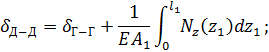 δ_{Д−Д} = δ_{Г−Г} + \frac{1}{EA_1} \int_0^{l_1} N_z(z_1)dz_1 ;